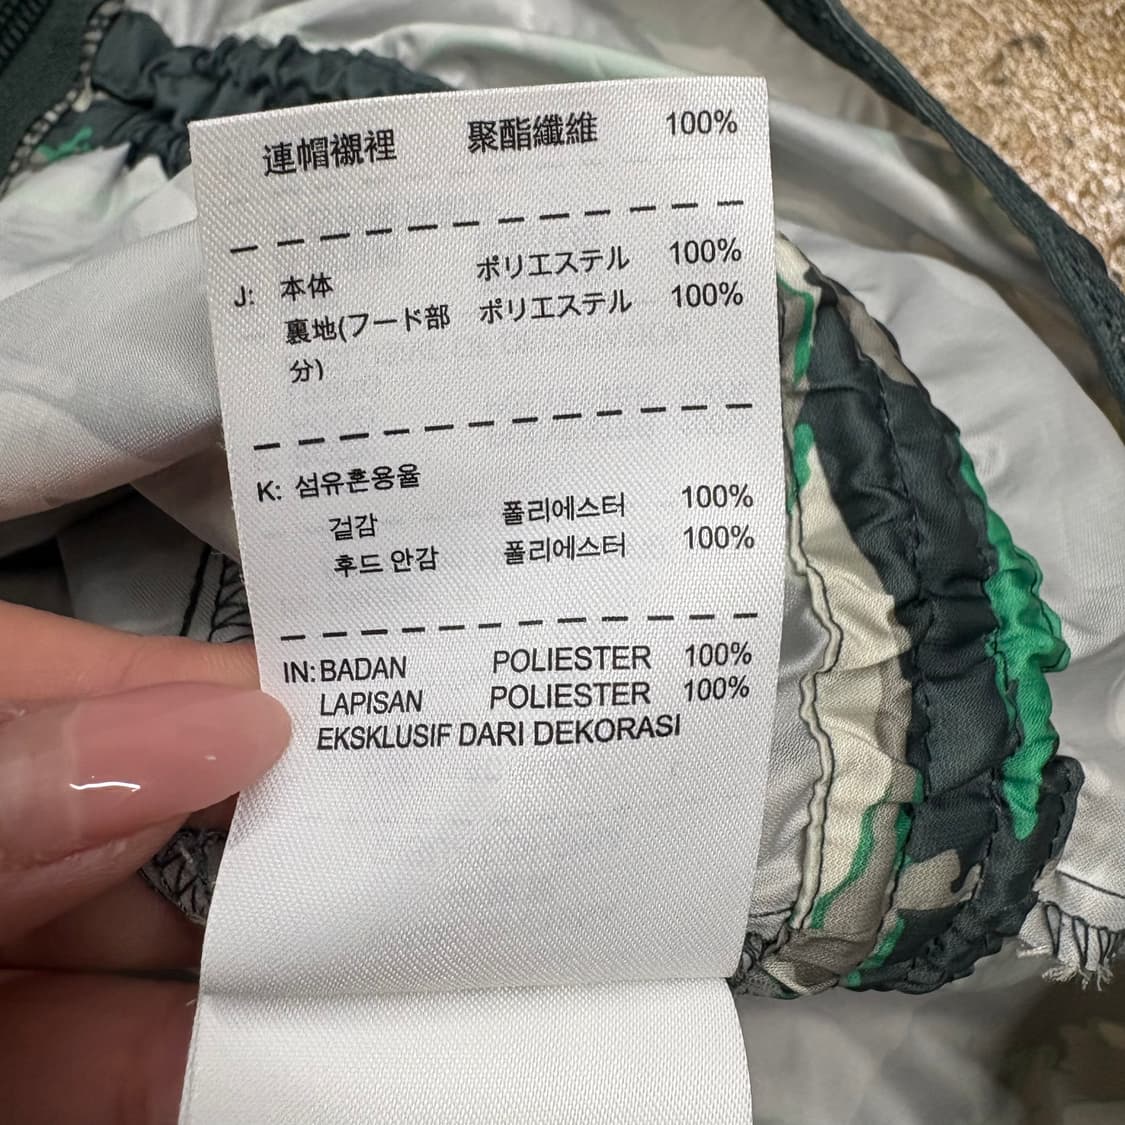 連帽襯裡 聚酯纖維 100%
J: 本体 ポリエステル 100%
裏地(フード部 ポリエステル 100%
分)
K: 섬유혼용율
겉감 폴리에스터 100%
후드 안감 폴리에스터 100%
IN: BADAN POLIESTER 100%
LAPISAN POLIESTER 100%
EKSKLUSIF DARI DEKORASI